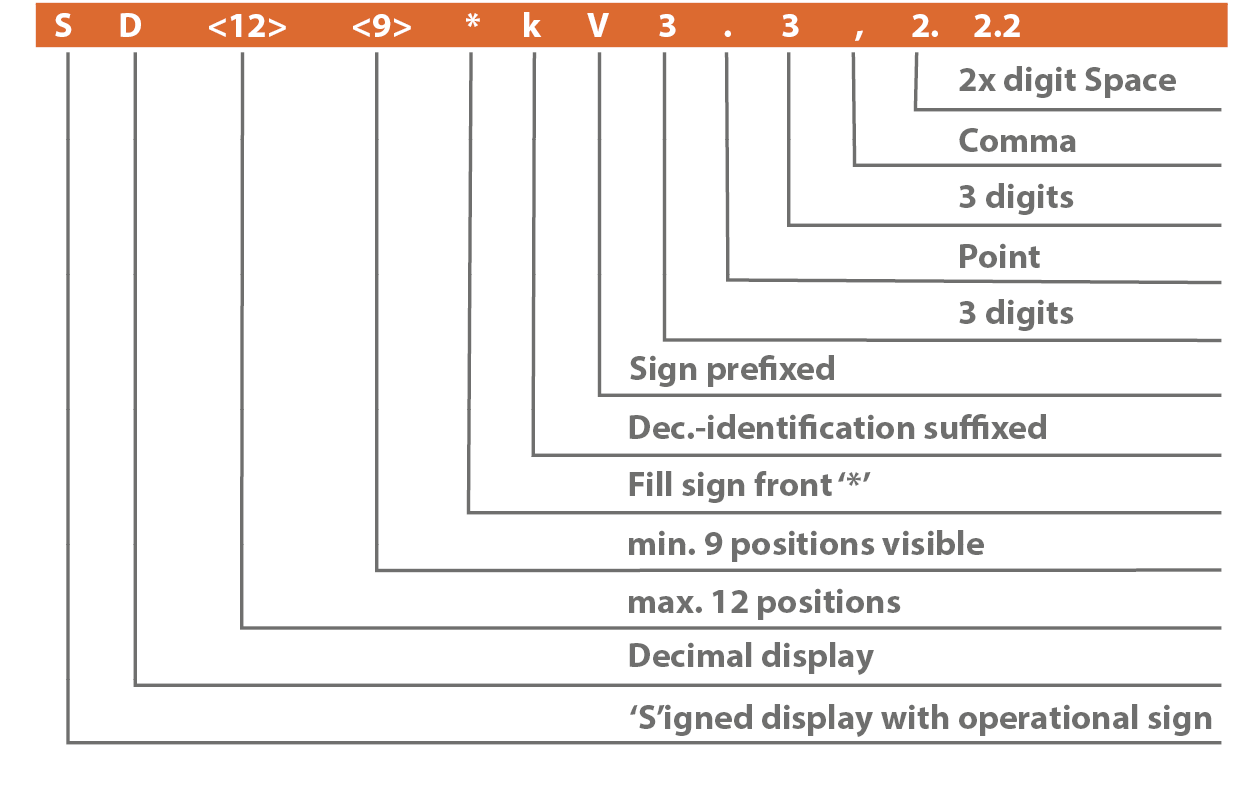 S D <12> <9> * k V 3 . 3 , 2. 2.2
2x digit Space
Comma
3 digits
Point
3 digits
Sign prefixed
Dec.-identification suffixed
Fill sign front ‘*’
min. 9 positions visible
max. 12 positions
Decimal display
‘S’igned display with operational sign